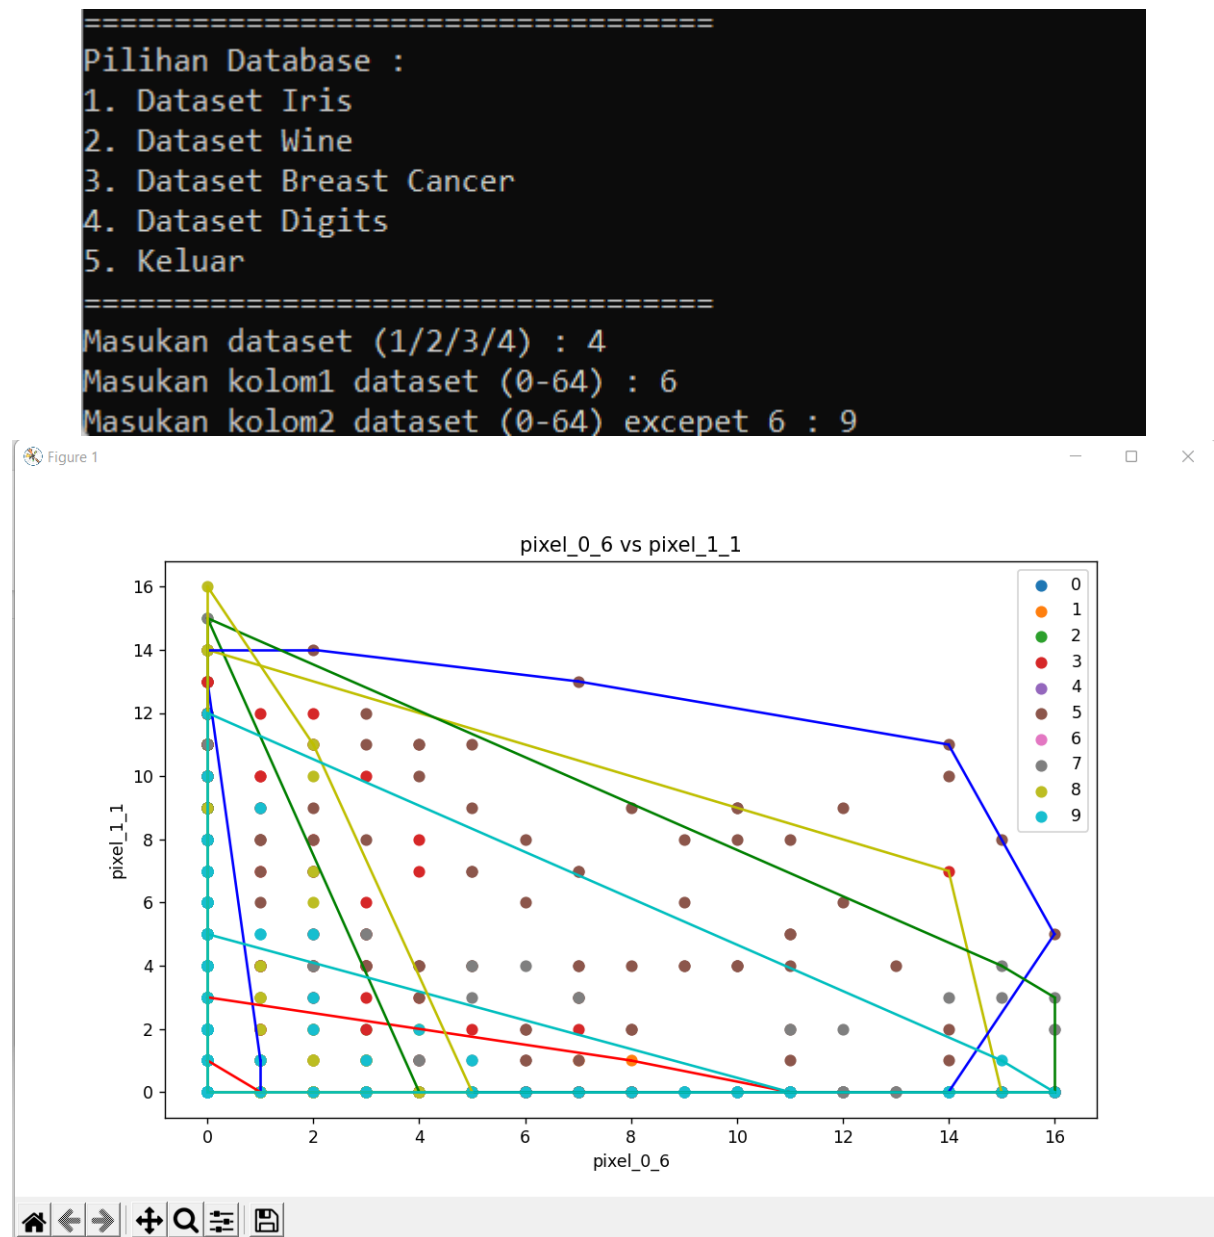 ===================================
Pilihan Database :
1. Dataset Iris
2. Dataset Wine
3. Dataset Breast Cancer
4. Dataset Digits
5. Keluar
===================================
Masukan dataset (1/2/3/4) : 4
Masukan kolom1 dataset (0-64) : 6
Masukan kolom2 dataset (0-64) excepet 6 : 9
Figure 1
pixel_0_6 vs pixel_1_1
16
14
12
10
8
6
4
2
0
pixel_1_1
0
1
2
3
4
5
6
7
8
9
0 2 4 6 8 10 12 14 16
pixel_0_6